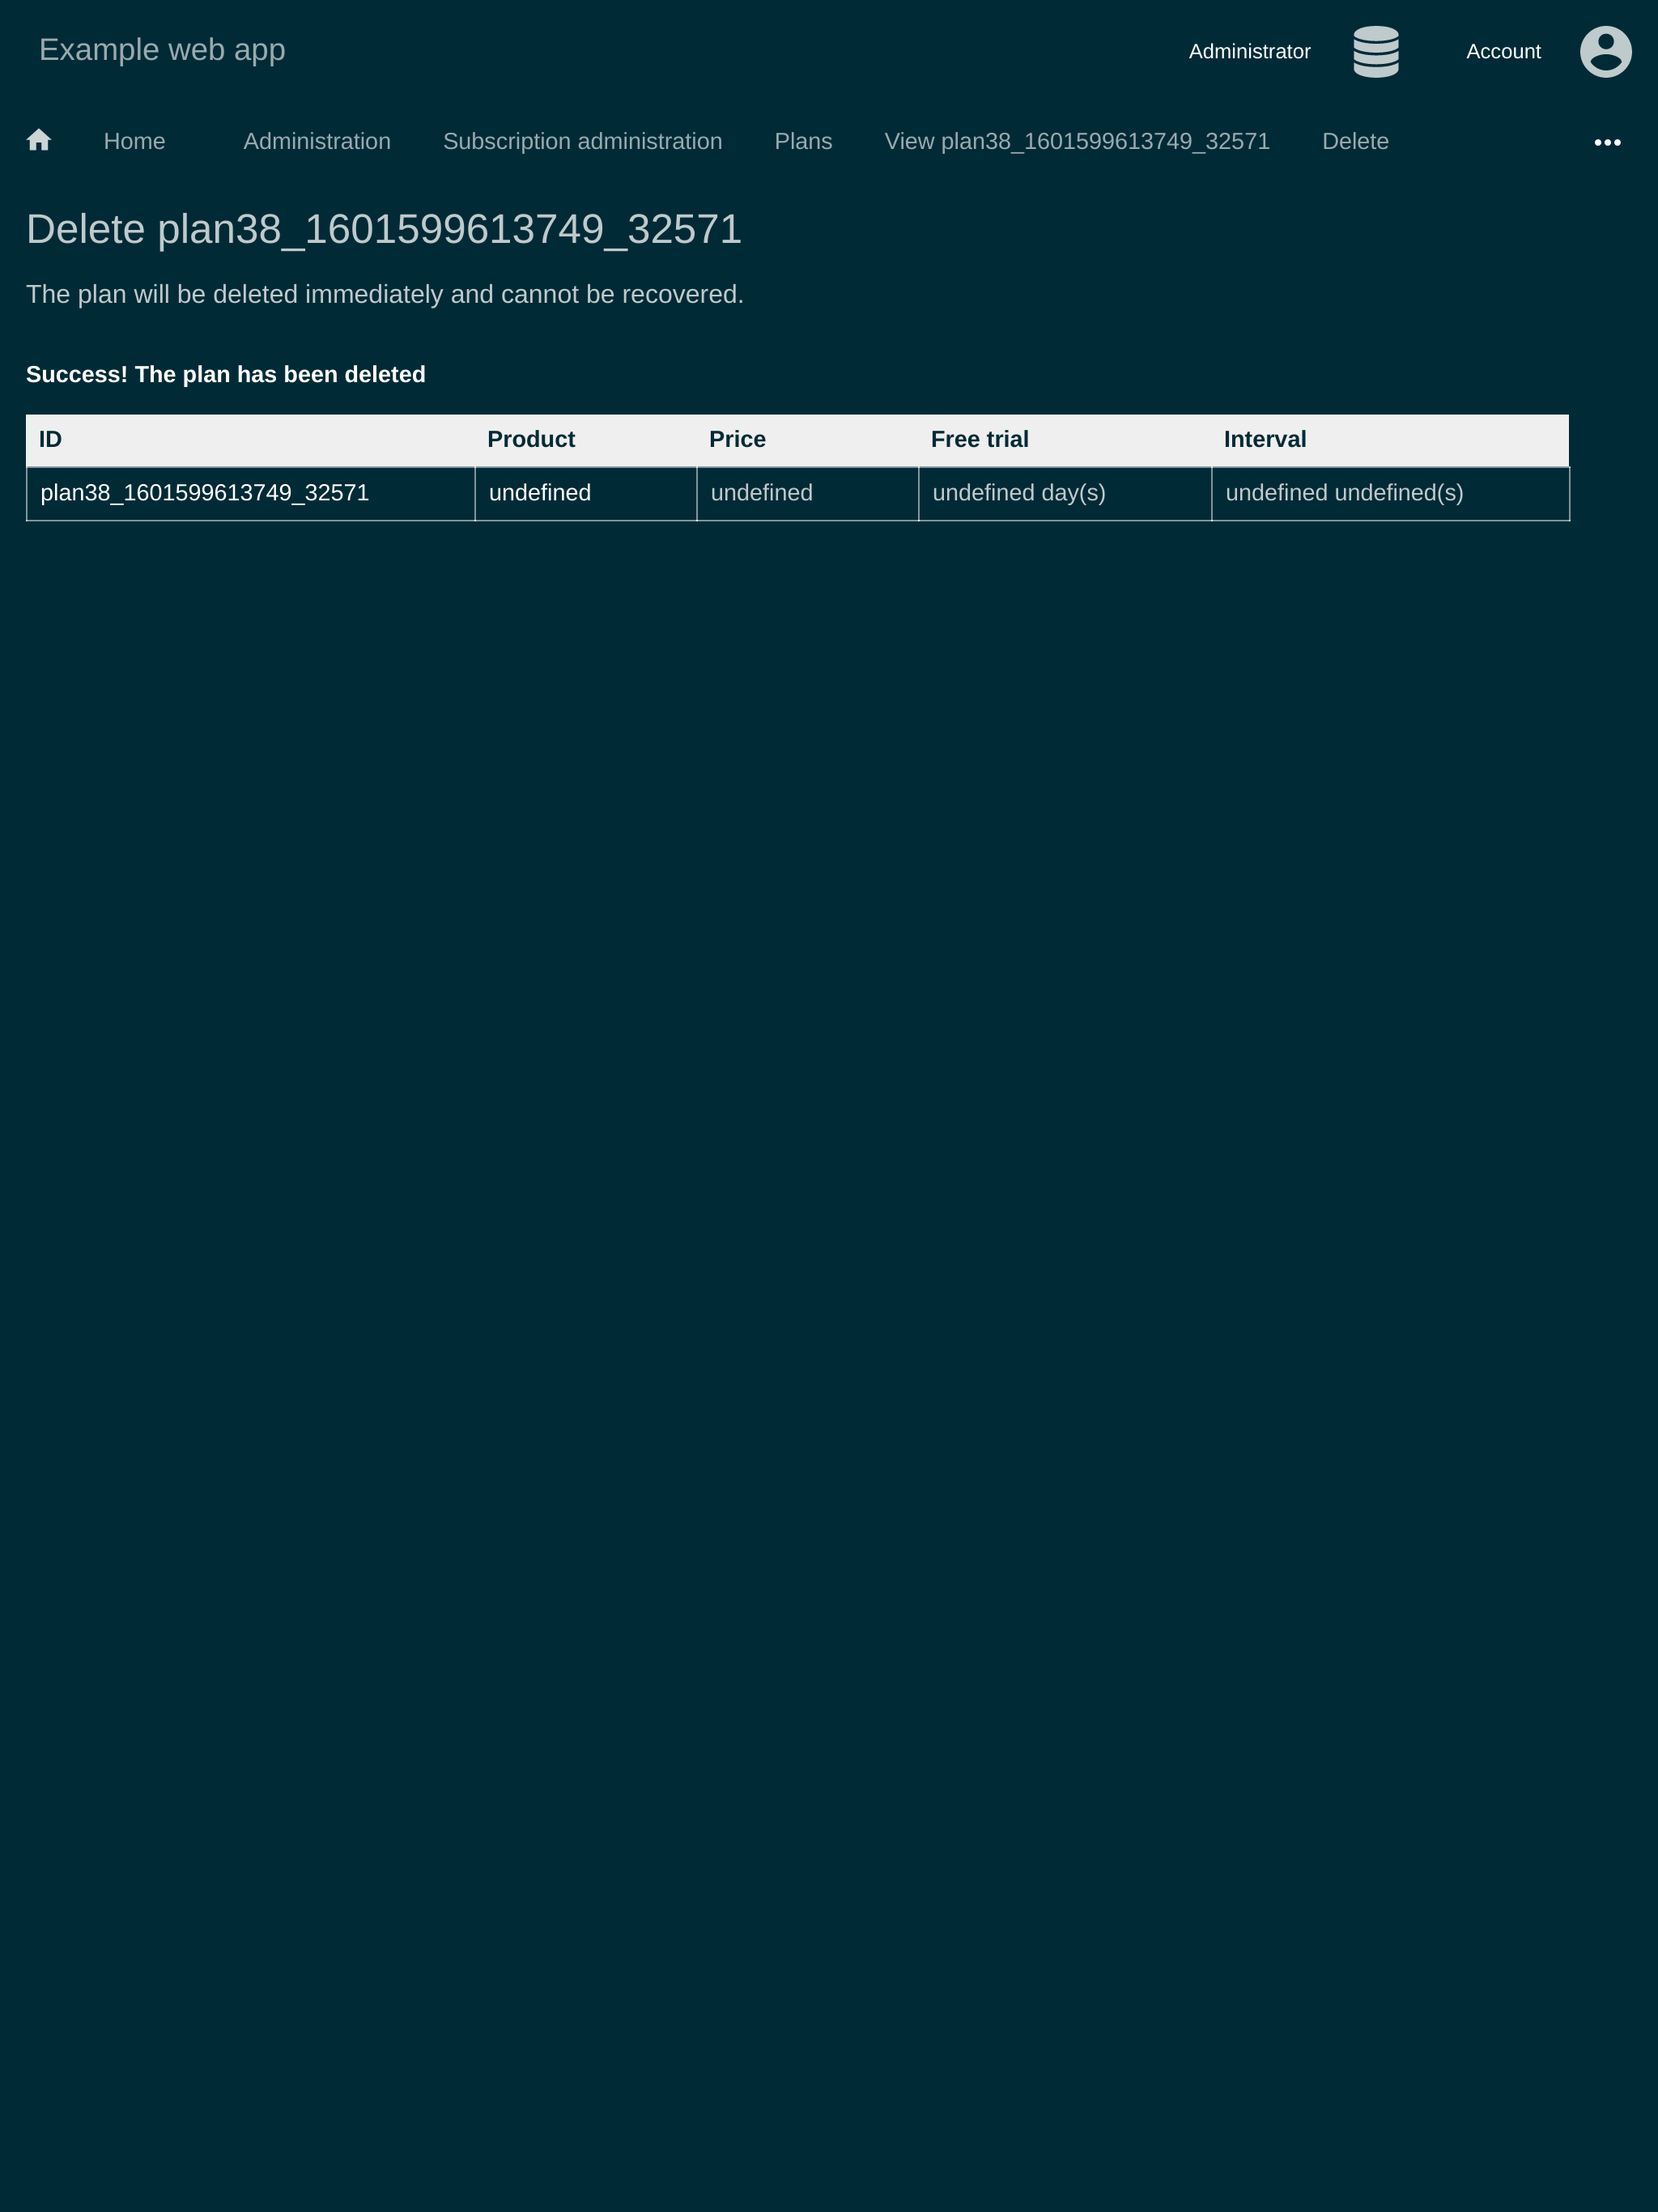 Example web app
Administrator Account
Home Administration Subscription administration Plans View plan38_1601599613749_32571 Delete
Delete plan38_1601599613749_32571
The plan will be deleted immediately and cannot be recovered.
Success! The plan has been deleted
ID Product Price Free trial Interval
plan38_1601599613749_32571 undefined undefined undefined day(s) undefined undefined(s)